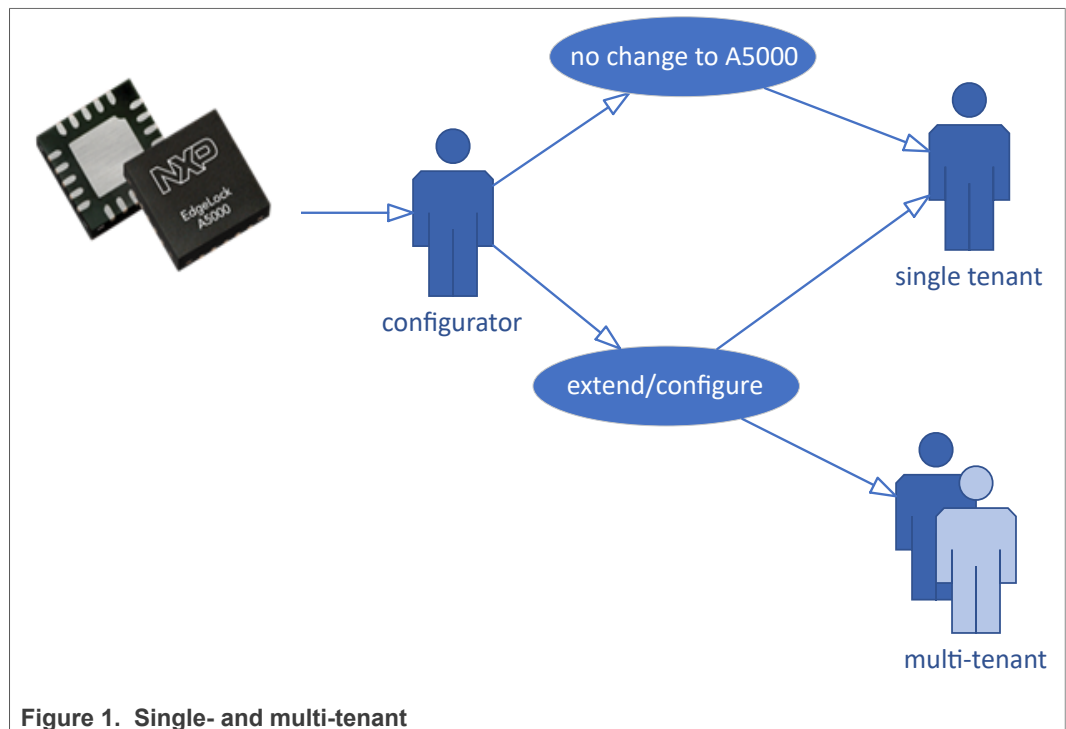 no change to A5000
NXP
EdgeLock
A5000
single tenant
configurator
extend/configure
multi-tenant
Figure 1. Single- and multi-tenant